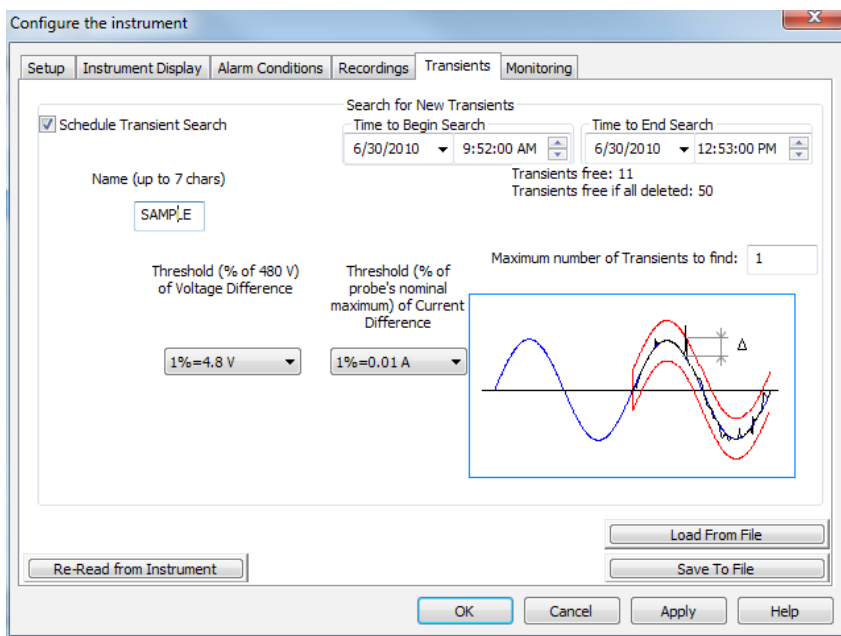 Configure the instrument
Setup
Instrument Display
Alarm Conditions
Recordings
Transients
Monitoring
Search for New Transients
Schedule Transient Search
Time to Begin Search
6/30/2010
9:52:00 AM
Time to End Search
6/30/2010
12:53:00 PM
Transients free: 11
Transients free if all deleted: 50
Name (up to 7 chars)
SAMPLE
Maximum number of Transients to find:
1
Threshold (% of 480 V)
of Voltage Difference
1%=4.8 V
Threshold (% of
probe's nominal
maximum) of Current
Difference
1%=0.01 A
Δ
Load From File
Re-Read from Instrument
Save To File
OK
Cancel
Apply
Help